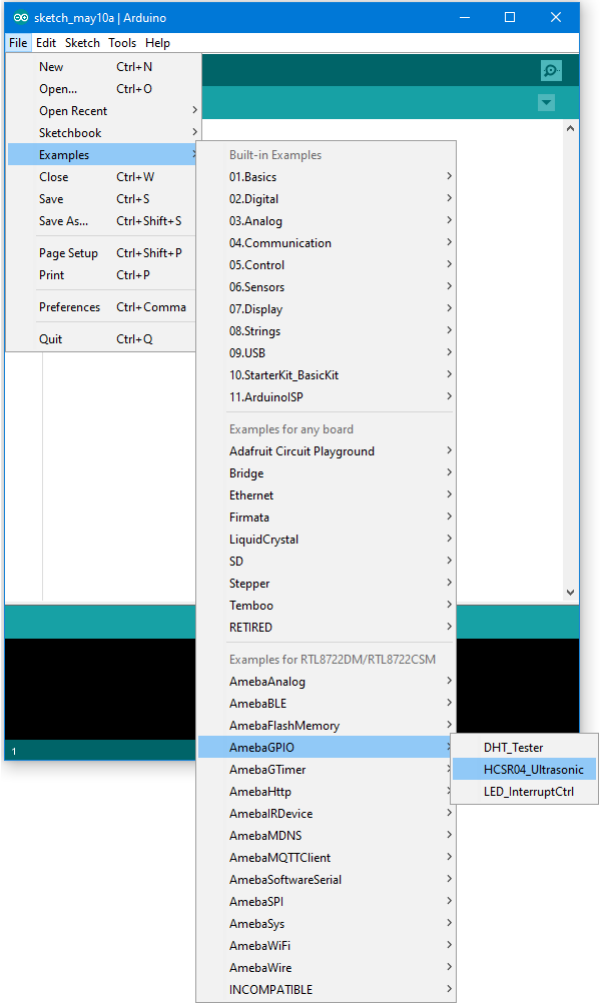 sketch_may10a | Arduino
File Edit Sketch Tools Help
New Ctrl+N
Open... Ctrl+O
Open Recent
Sketchbook
Examples
Close Ctrl+W
Save Ctrl+S
Save As... Ctrl+Shift+S
Page Setup Ctrl+Shift+P
Print Ctrl+P
Preferences Ctrl+Comma
Quit Ctrl+Q
Built-in Examples
01.Basics
02.Digital
03.Analog
04.Communication
05.Control
06.Sensors
07.Display
08.Strings
09.USB
10.StarterKit_BasicKit
11.ArduinoISP
Examples for any board
Adafruit Circuit Playground
Bridge
Ethernet
Firmata
LiquidCrystal
SD
Stepper
Temboo
RETIRED
Examples for RTL8722DM/RTL8722CSM
AmebaAnalog
AmebaBLE
AmebaFlashMemory
AmebaGPIO
AmebaGTimer
AmebaHttp
AmebaIRDevice
AmebaMDNS
AmebaMQTTClient
AmebaSoftwareSerial
AmebaSPI
AmebaSys
AmebaWiFi
AmebaWire
INCOMPATIBLE
DHT_Tester
HCSR04_Ultrasonic
LED_InterruptCtrl
1